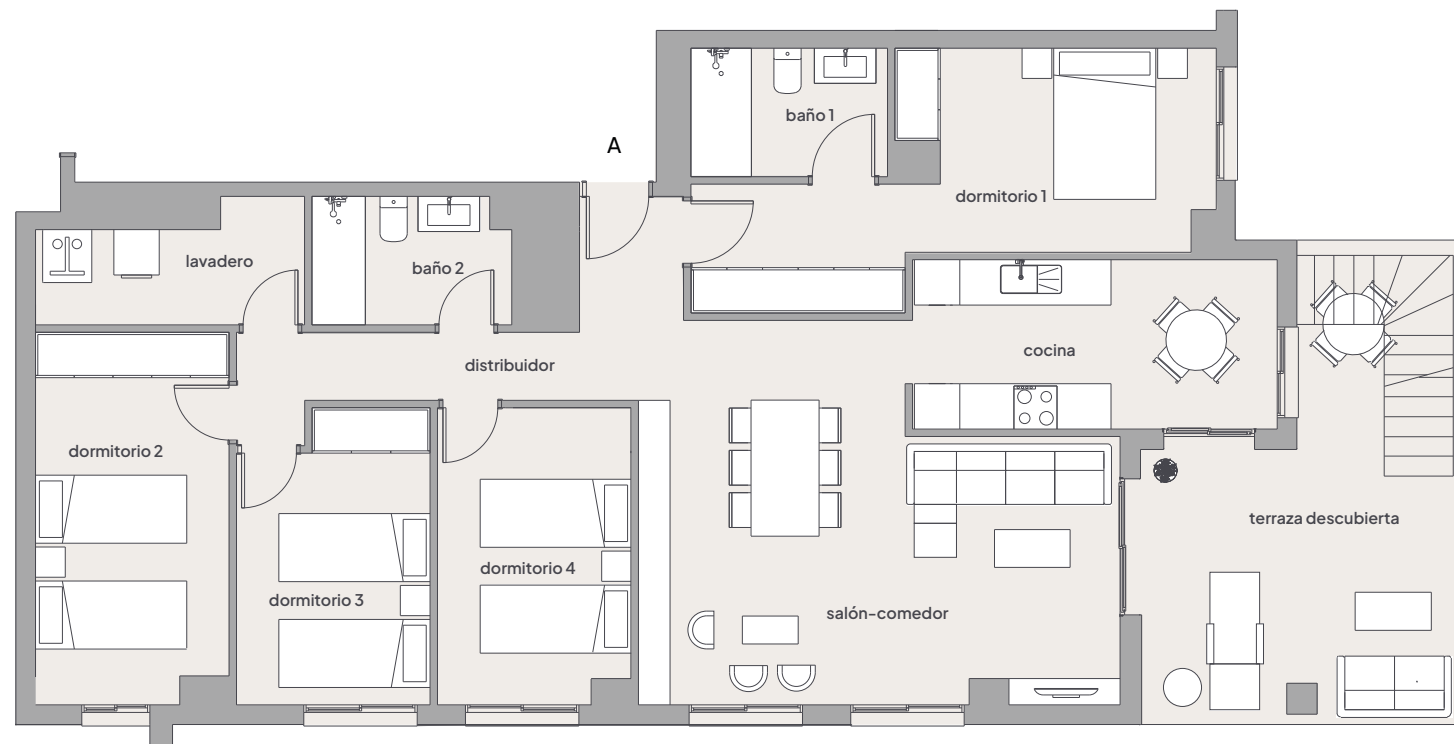 A
baño 1
dormitorio 1
lavadero
baño 2
distribuidor
cocina
dormitorio 2
terraza descubierta
dormitorio 4
dormitorio 3
salón-comedor